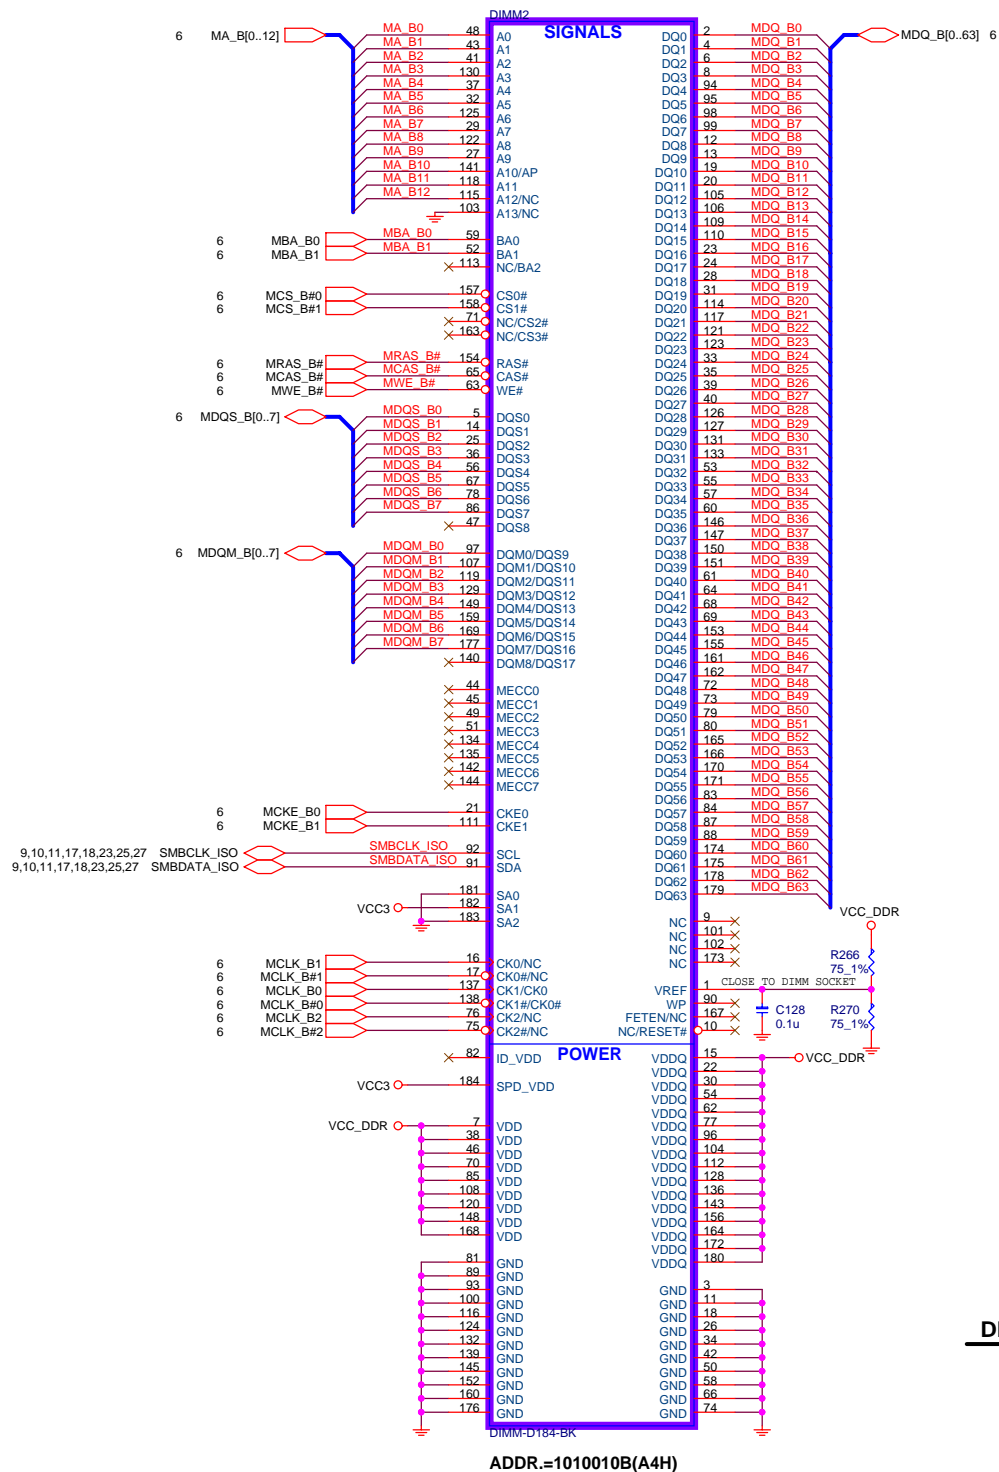 DIMM2
SIGNALS
6 MA_B[0..12]
MA_B0 48 A0
MA_B1 43 A1
MA_B2 41 A2
MA_B3 130 A3
MA_B4 37 A4
MA_B5 32 A5
MA_B6 125 A6
MA_B7 29 A7
MA_B8 122 A8
MA_B9 27 A9
MA_B10 141 A10/AP
MA_B11 118 A11
MA_B12 115 A12/NC
103 A13/NC
6 MBA_B0 MBA_B0 59 BA0
6 MBA_B1 MBA_B1 52 BA1
113 NC/BA2
6 MCS_B#0 157 CS0#
6 MCS_B#1 158 CS1#
71 NC/CS2#
163 NC/CS3#
6 MRAS_B# MRAS_B# 154 RAS#
6 MCAS_B# MCAS_B# 65 CAS#
6 MWE_B# MWE_B# 63 WE#
6 MDQS_B[0..7]
MDQS_B0 5 DQS0
MDQS_B1 14 DQS1
MDQS_B2 25 DQS2
MDQS_B3 36 DQS3
MDQS_B4 56 DQS4
MDQS_B5 67 DQS5
MDQS_B6 78 DQS6
MDQS_B7 86 DQS7
47 DQS8
6 MDQM_B[0..7]
MDQM_B0 97 DQM0/DQS9
MDQM_B1 107 DQM1/DQS10
MDQM_B2 119 DQM2/DQS11
MDQM_B3 129 DQM3/DQS12
MDQM_B4 149 DQM4/DQS13
MDQM_B5 159 DQM5/DQS14
MDQM_B6 169 DQM6/DQS15
MDQM_B7 177 DQM7/DQS16
140 DQM8/DQS17
44 MECC0
45 MECC1
49 MECC2
51 MECC3
134 MECC4
135 MECC5
142 MECC6
144 MECC7
6 MCKE_B0 21 CKE0
6 MCKE_B1 111 CKE1
9,10,11,17,18,23,25,27 SMBCLK_ISO SMBCLK_ISO 92 SCL
9,10,11,17,18,23,25,27 SMBDATA_ISO SMBDATA_ISO 91 SDA
181 SA0
VCC3 182 SA1
183 SA2
6 MCLK_B1 16 CK0/NC
6 MCLK_B#1 17 CK0#/NC
6 MCLK_B0 137 CK1/CK0
6 MCLK_B#0 138 CK1#/CK0#
6 MCLK_B2 76 CK2/NC
6 MCLK_B#2 75 CK2#/NC
MDQ_B[0..63] 6
DQ0 2 MDQ_B0
DQ1 4 MDQ_B1
DQ2 6 MDQ_B2
DQ3 8 MDQ_B3
DQ4 94 MDQ_B4
DQ5 95 MDQ_B5
DQ6 98 MDQ_B6
DQ7 99 MDQ_B7
DQ8 12 MDQ_B8
DQ9 13 MDQ_B9
DQ10 19 MDQ_B10
DQ11 20 MDQ_B11
DQ12 105 MDQ_B12
DQ13 106 MDQ_B13
DQ14 109 MDQ_B14
DQ15 110 MDQ_B15
DQ16 23 MDQ_B16
DQ17 24 MDQ_B17
DQ18 28 MDQ_B18
DQ19 31 MDQ_B19
DQ20 114 MDQ_B20
DQ21 117 MDQ_B21
DQ22 121 MDQ_B22
DQ23 123 MDQ_B23
DQ24 33 MDQ_B24
DQ25 35 MDQ_B25
DQ26 39 MDQ_B26
DQ27 40 MDQ_B27
DQ28 126 MDQ_B28
DQ29 127 MDQ_B29
DQ30 131 MDQ_B30
DQ31 133 MDQ_B31
DQ32 53 MDQ_B32
DQ33 55 MDQ_B33
DQ34 57 MDQ_B34
DQ35 60 MDQ_B35
DQ36 146 MDQ_B36
DQ37 147 MDQ_B37
DQ38 150 MDQ_B38
DQ39 151 MDQ_B39
DQ40 61 MDQ_B40
DQ41 64 MDQ_B41
DQ42 68 MDQ_B42
DQ43 69 MDQ_B43
DQ44 153 MDQ_B44
DQ45 155 MDQ_B45
DQ46 161 MDQ_B46
DQ47 162 MDQ_B47
DQ48 72 MDQ_B48
DQ49 73 MDQ_B49
DQ50 79 MDQ_B50
DQ51 80 MDQ_B51
DQ52 165 MDQ_B52
DQ53 166 MDQ_B53
DQ54 170 MDQ_B54
DQ55 171 MDQ_B55
DQ56 83 MDQ_B56
DQ57 84 MDQ_B57
DQ58 87 MDQ_B58
DQ59 88 MDQ_B59
DQ60 174 MDQ_B60
DQ61 175 MDQ_B61
DQ62 178 MDQ_B62
DQ63 179 MDQ_B63
NC 9
NC 101
NC 102
NC 173
VCC_DDR
R266
75_1%
CLOSE TO DIMM SOCKET
VREF 1
WP 90
FETEN/NC 167
NC/RESET# 10
C128
0.1u
R270
75_1%
POWER
82 ID_VDD
VCC3 184 SPD_VDD
VCC_DDR 7 VDD
38 VDD
46 VDD
70 VDD
85 VDD
108 VDD
120 VDD
148 VDD
168 VDD
81 GND
89 GND
93 GND
100 GND
116 GND
124 GND
132 GND
139 GND
145 GND
152 GND
160 GND
176 GND
VDDQ 15 VCC_DDR
VDDQ 22
VDDQ 30
VDDQ 54
VDDQ 62
VDDQ 77
VDDQ 96
VDDQ 104
VDDQ 112
VDDQ 128
VDDQ 136
VDDQ 143
VDDQ 156
VDDQ 164
VDDQ 172
VDDQ 180
GND 3
GND 11
GND 18
GND 26
GND 34
GND 42
GND 50
GND 58
GND 66
GND 74
DIMM-D184-BK
ADDR.=1010010B(A4H)